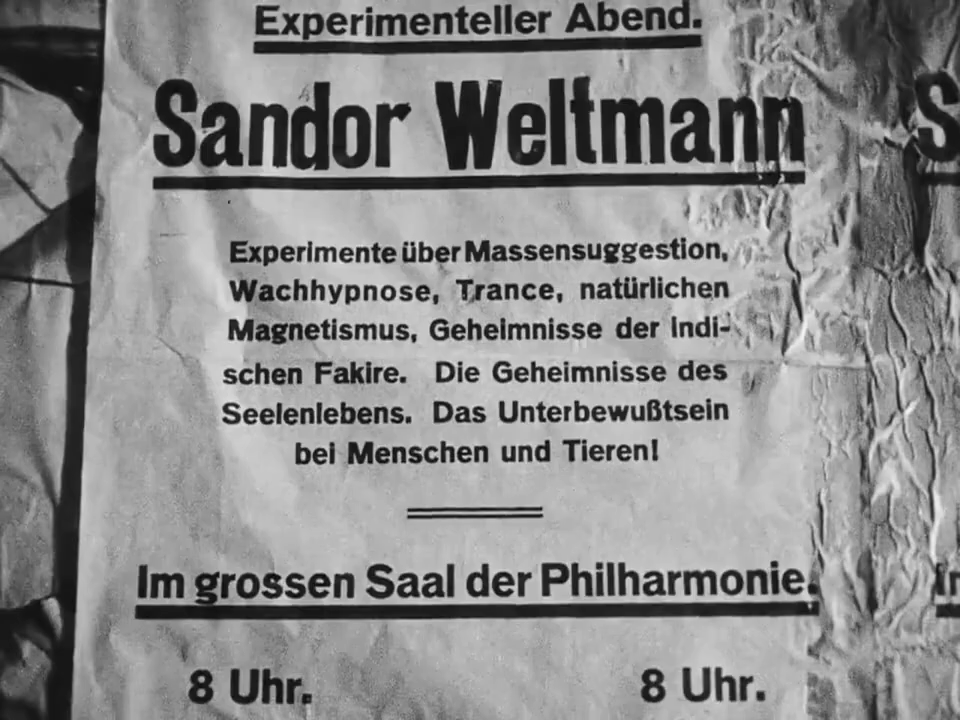 Experimenteller Abend.
Sandor Weltmann
Experimente über Massensuggestion,
Wachhypnose, Trance, natürlichen
Magnetismus, Geheimnisse der indi-
schen Fakire. Die Geheimnisse des
Seelenlebens. Das Unterbewußtsein
bei Menschen und Tieren!
Im grossen Saal der Philharmonie.
8 Uhr. 8 Uhr.